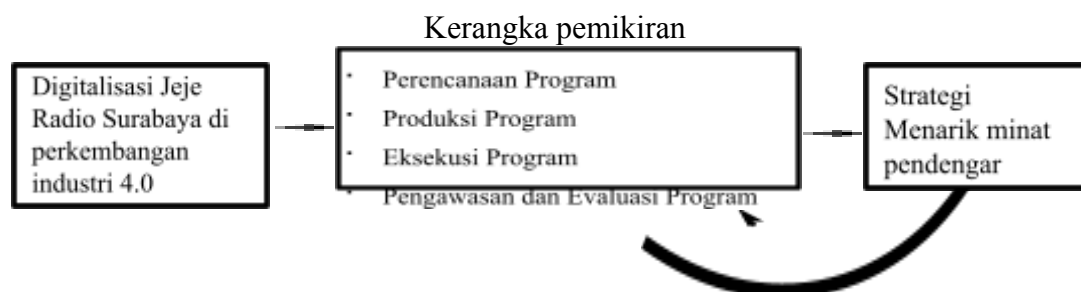 Kerangka pemikiran
Digitalisasi Jeje
Radio Surabaya di
perkembangan
industri 4.0
· Perencanaan Program
· Produksi Program
· Eksekusi Program
· Pengawasan dan Evaluasi Program
Strategi
Menarik minat
pendengar